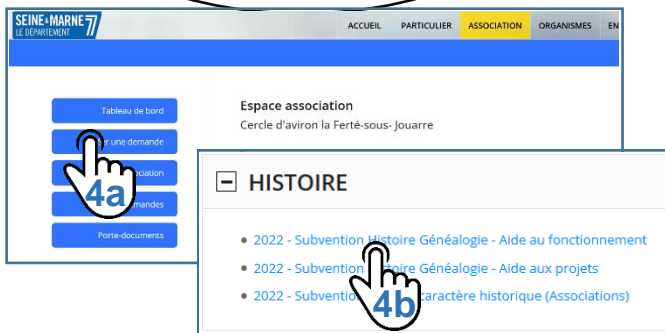 SEINE&MARNE 77
LE DÉPARTEMENT
ACCUEIL PARTICULIER ASSOCIATION ORGANISMES EN
Tableau de bord
Espace association
Cercle d'aviron la Ferté-sous- Jouarre
une demande
4a
Porte-documents
HISTOIRE
2022 - Subvention Histoire Généalogie - Aide au fonctionnement
2022 - Subvention Histoire Généalogie - Aide aux projets
2022 - Subvention caractère historique (Associations)
4b